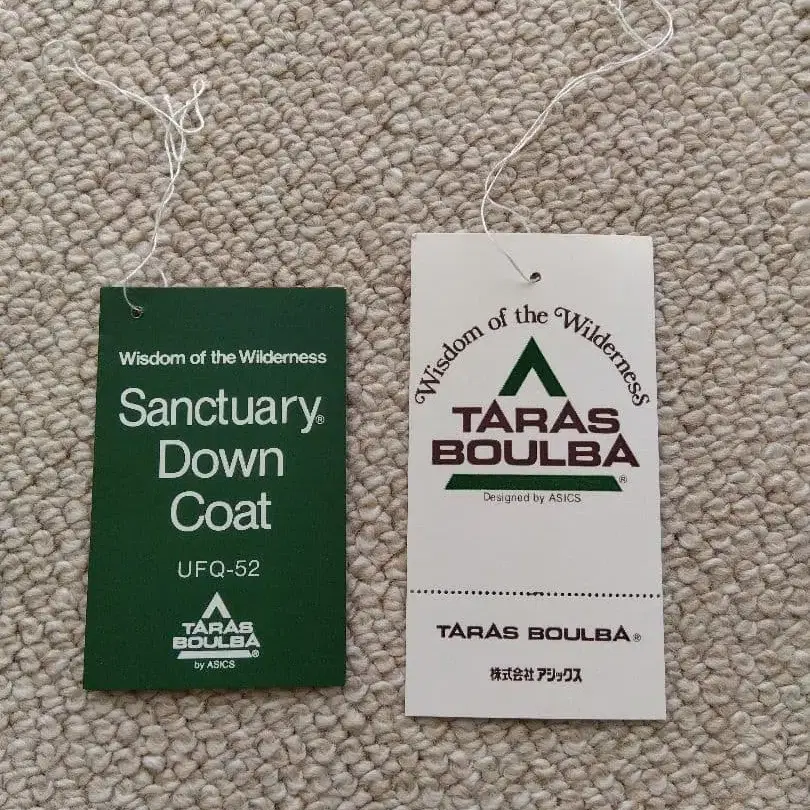 Wisdom of the Wilderness
Sanctuary®
Down
Coat
UFQ-52
TARAS
BOULBA®
by ASICS
Wisdom of the Wilderness
TARAS
BOULBA®
Designed by ASICS
TARAS BOULBA®
株式会社 アシックス